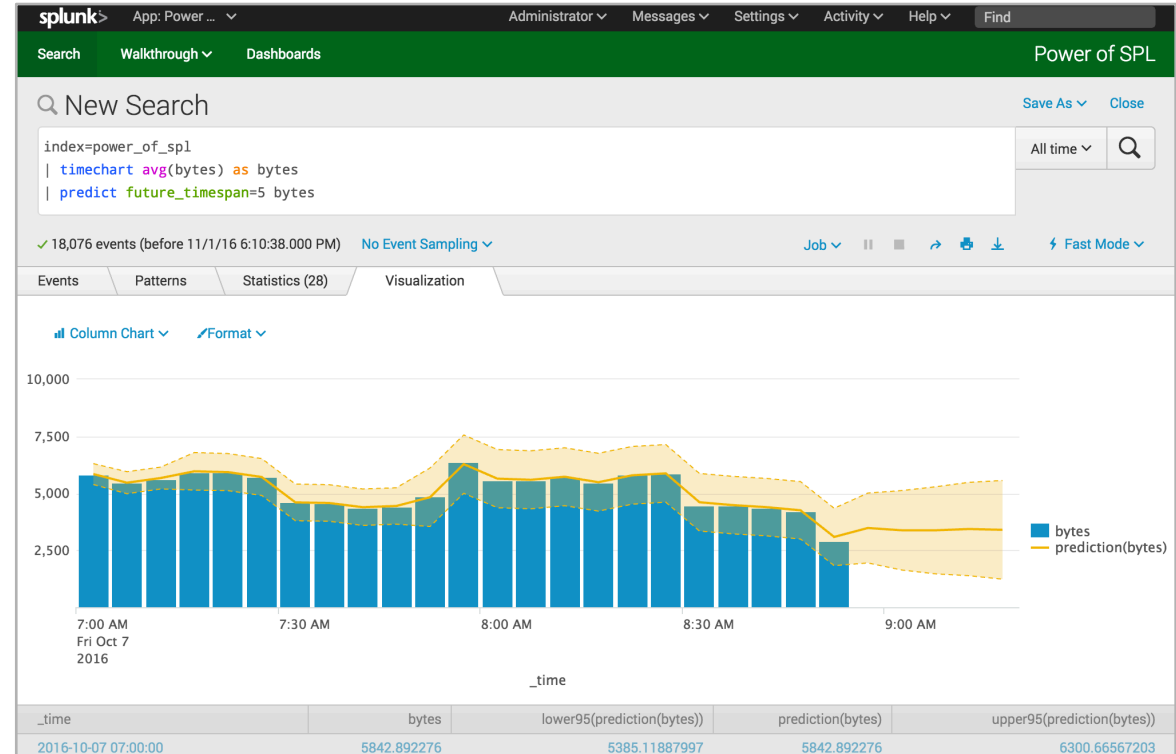 splunk> App: Power ... Administrator Messages Settings Activity Help Find
Search Walkthrough Dashboards Power of SPL
New Search Save As Close
index=power_of_spl
| timechart avg(bytes) as bytes
| predict future_timespan=5 bytes
All time
18,076 events (before 11/1/16 6:10:38.000 PM) No Event Sampling Job Fast Mode
Events Patterns Statistics (28) Visualization
Column Chart Format
10,000
7,500
5,000
2,500
bytes
prediction(bytes)
7:00 AM 7:30 AM 8:00 AM 8:30 AM 9:00 AM
Fri Oct 7
2016
_time
_time bytes lower95(prediction(bytes)) prediction(bytes) upper95(prediction(bytes))
2016-10-07 07:00:00 5842.892276 5385.11887997 5842.892276 6300.66567203